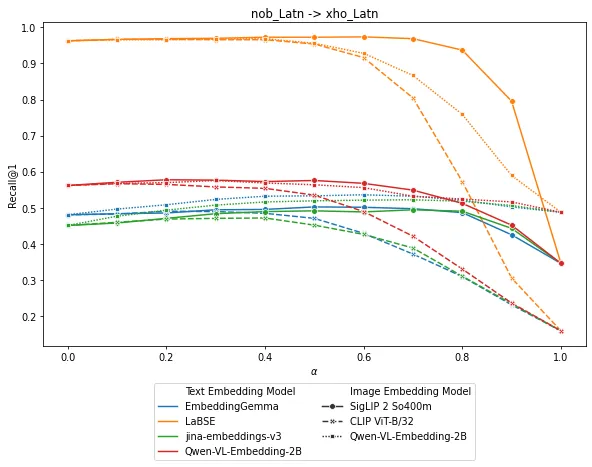 nob_Latn -> xho_Latn
Recall@1
1.0
0.9
0.8
0.7
0.6
0.5
0.4
0.3
0.2
0.0 0.2 0.4 0.6 0.8 1.0
α
Text Embedding Model Image Embedding Model
EmbeddingGemma SigLIP 2 So400m
LaBSE CLIP ViT-B/32
jina-embeddings-v3 Qwen-VL-Embedding-2B
Qwen-VL-Embedding-2B